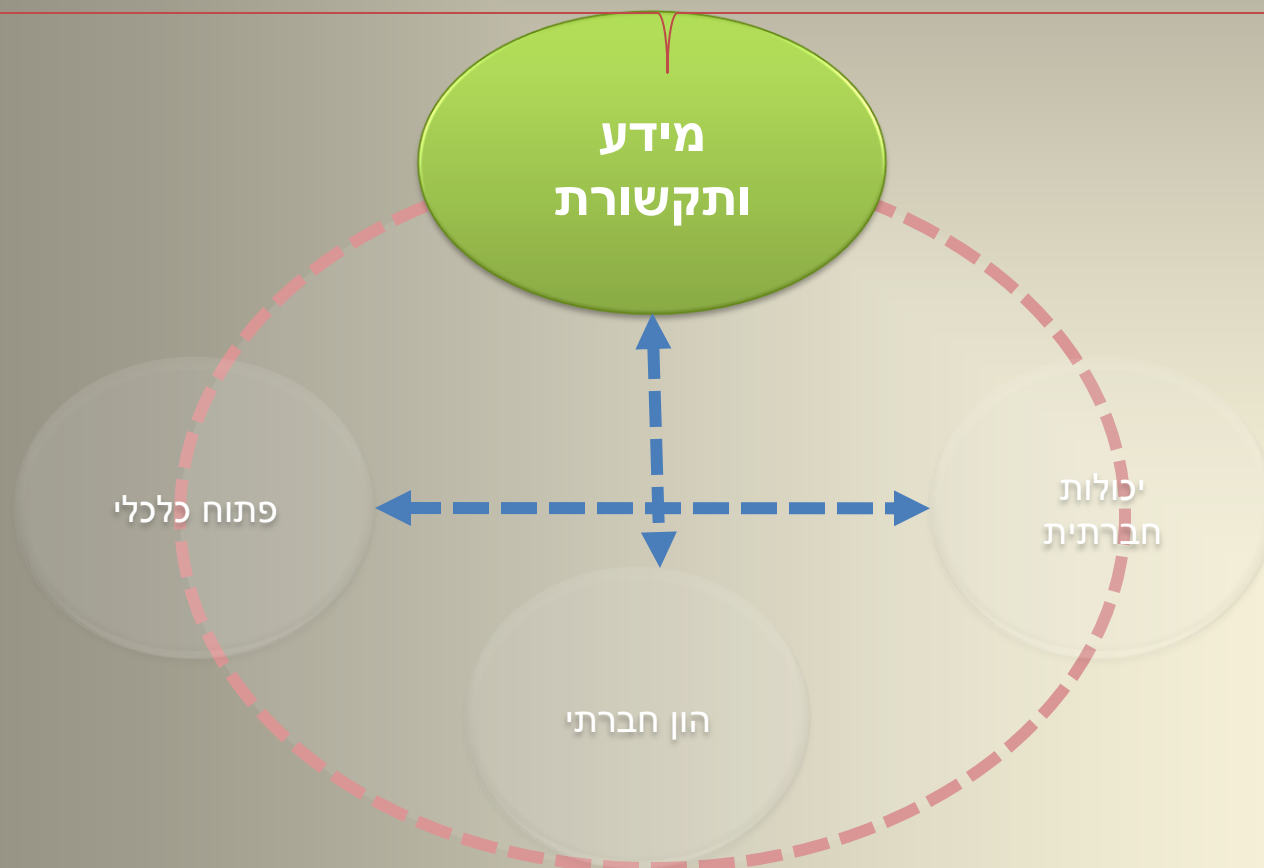 מידע
ותקשורת
יכולות
חברתית
פתוח כלכלי
הון חברתי